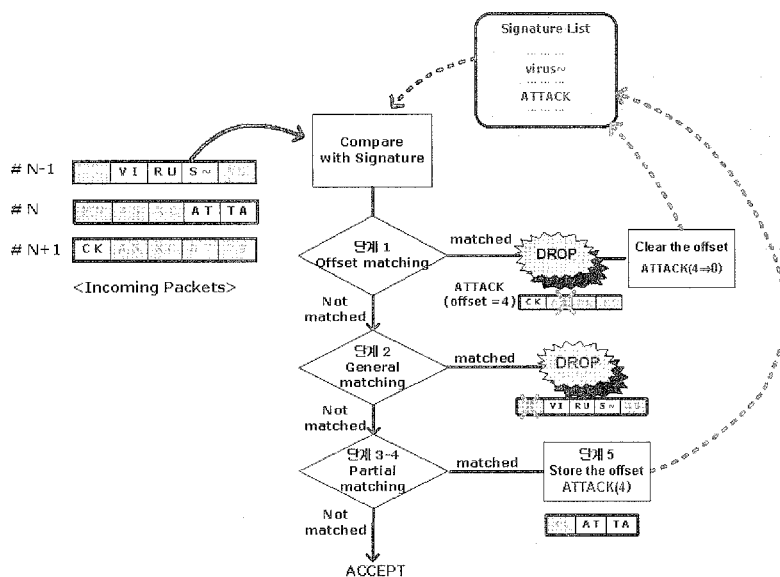 Signature List
virus~
ATTACK
Compare
with Signature
# N-1
VI RU S~
# N
AT TA
# N+1
CK
<Incoming Packets>
단계 1
Offset matching
matched
DROP
Clear the offset
ATTACK(4⇒0)
ATTACK
(offset =4)
CK
Not
matched
단계 2
General
matching
matched
DROP
VI RU S~
Not
matched
단계 3~4
Partial
matching
matched
단계 5
Store the offset
ATTACK(4)
AT TA
Not
matched
ACCEPT